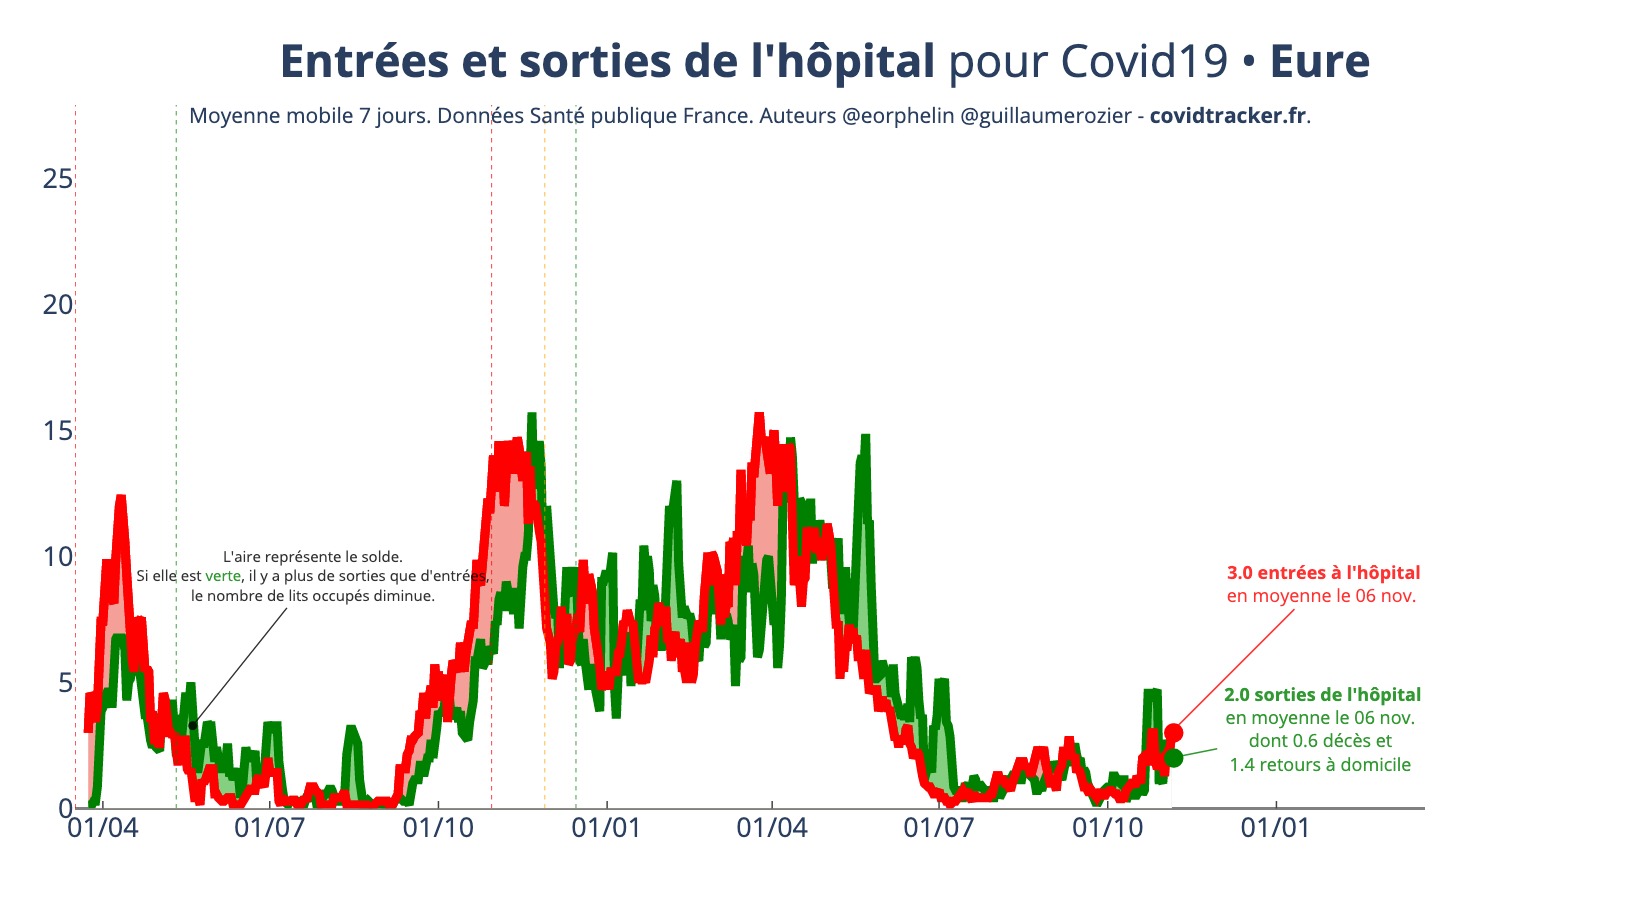 Entrées et sorties de l'hôpital pour Covid19 • Eure
Moyenne mobile 7 jours. Données Santé publique France. Auteurs @eorphelin @guillaumerozier - covidtracker.fr.
25
20
15
10
5
0
L'aire représente le solde.
Si elle est verte, il y a plus de sorties que d'entrées,
le nombre de lits occupés diminue.
3.0 entrées à l'hôpital
en moyenne le 06 nov.
2.0 sorties de l'hôpital
en moyenne le 06 nov.
dont 0.6 décès et
1.4 retours à domicile
01/04 01/07 01/10 01/01 01/04 01/07 01/10 01/01